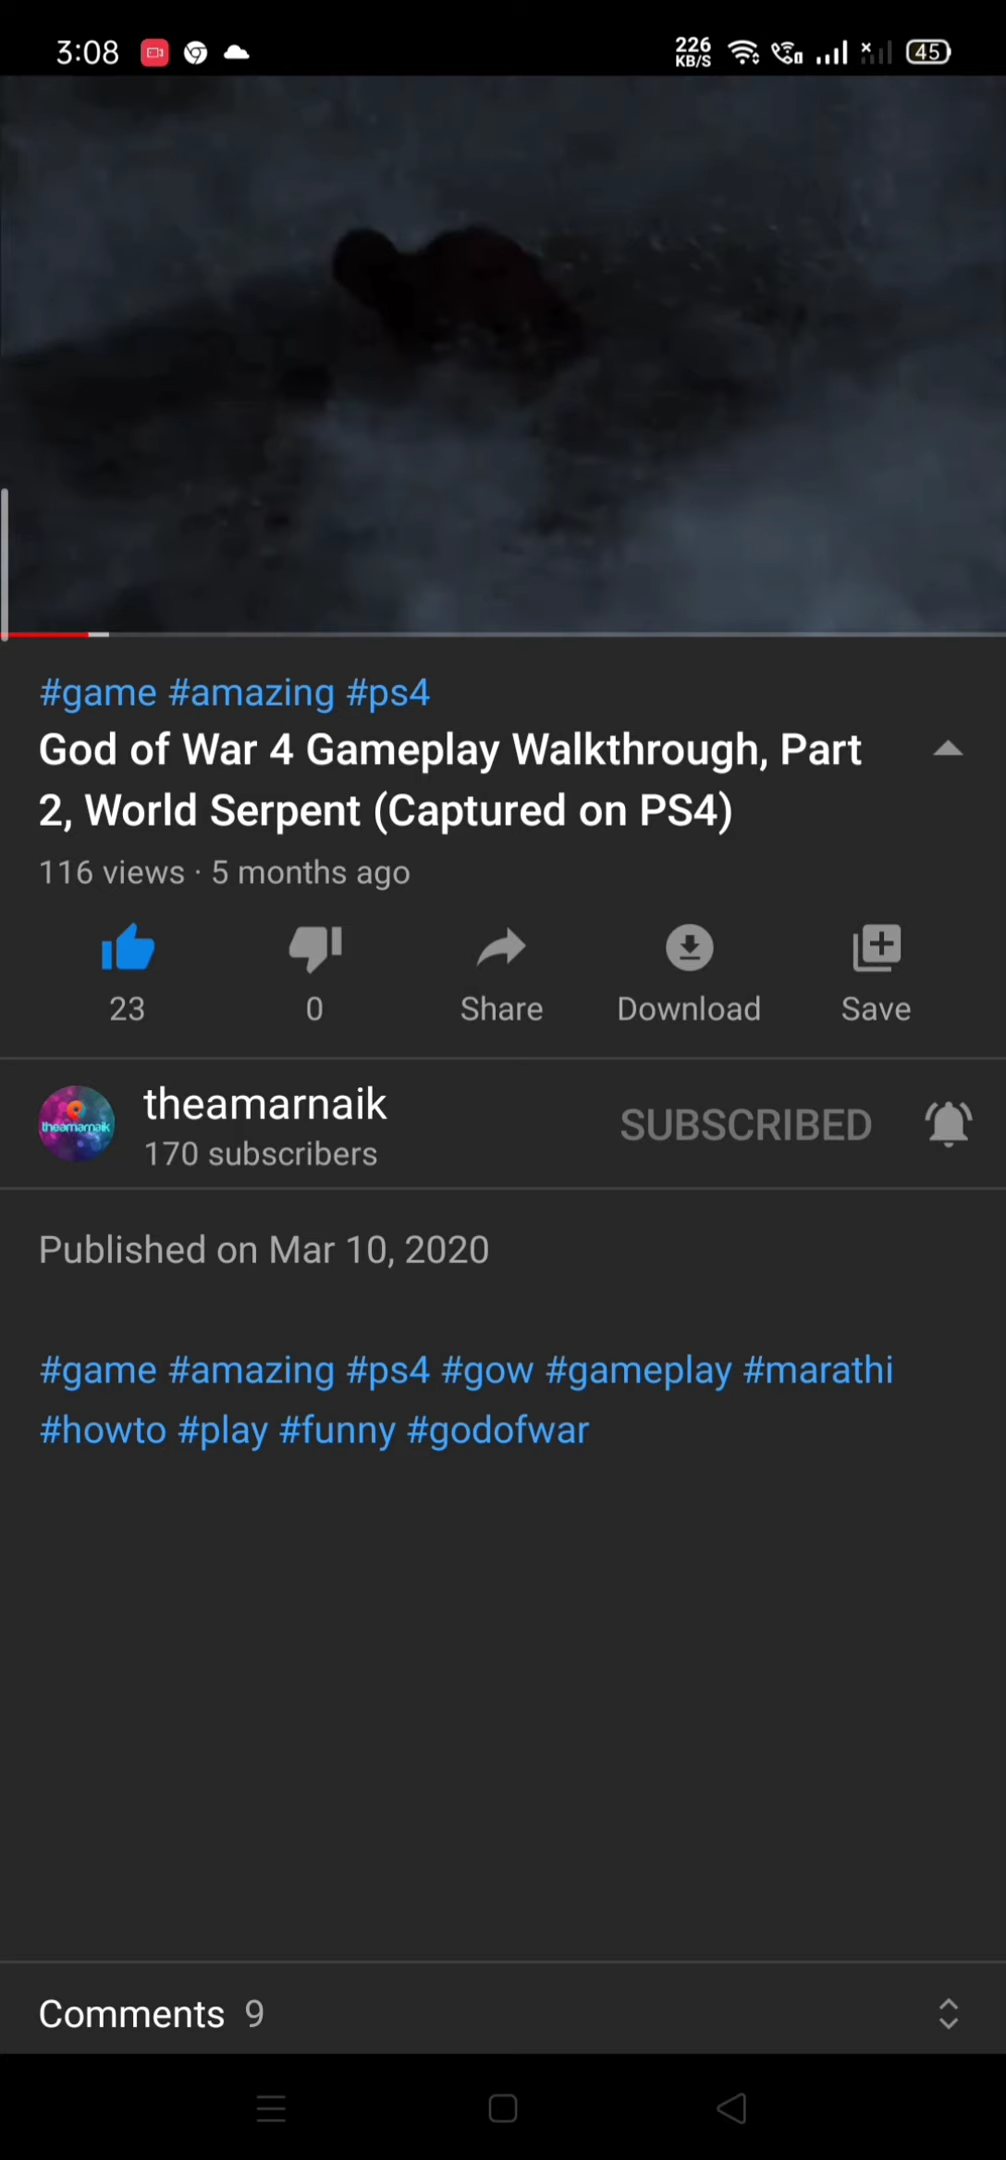 3:08
226
KB/S
45
#game #amazing #ps4
God of War 4 Gameplay Walkthrough, Part
2, World Serpent (Captured on PS4)
116 views · 5 months ago
23
0
Share
Download
Save
theamarnaik
theamarnaik
170 subscribers
SUBSCRIBED
Published on Mar 10, 2020
#game #amazing #ps4 #gow #gameplay #marathi
#howto #play #funny #godofwar
Comments 9